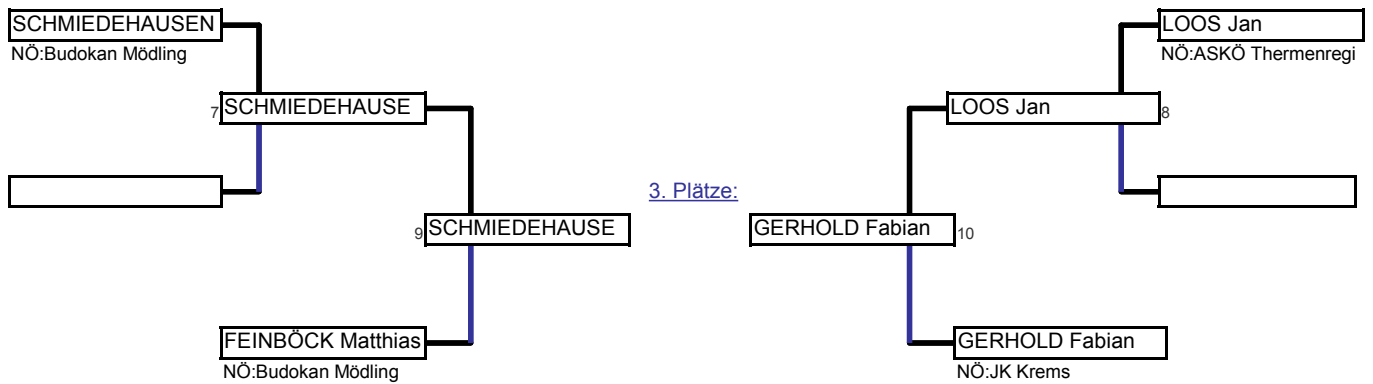 SCHMIEDEHAUSEN
NÖ:Budokan Mödling
LOOS Jan
NÖ:ASKÖ Thermenregi
7 SCHMIEDEHAUSE
LOOS Jan 8
3. Plätze:
9 SCHMIEDEHAUSE
GERHOLD Fabian 10
FEINBÖCK Matthias
NÖ:Budokan Mödling
GERHOLD Fabian
NÖ:JK Krems